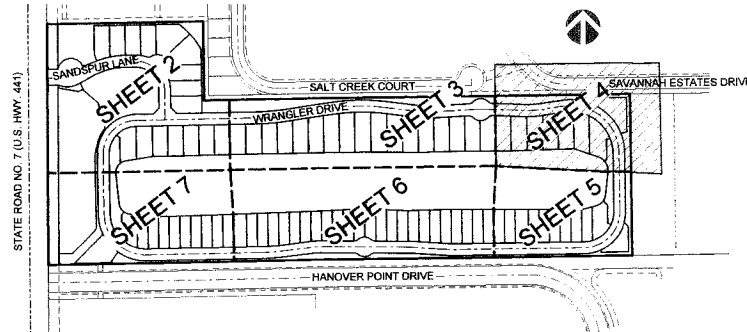 SANDSPUR LANE
SHEET 2
STATE ROAD NO. 7 (U.S. HWY. 441)
SALT CREEK COURT
SAVANNAH ESTATES DRIVE
WRANGLER DRIVE
SHEET 3
SHEET 4
SHEET 7
SHEET 6
SHEET 5
HANOVER POINT DRIVE